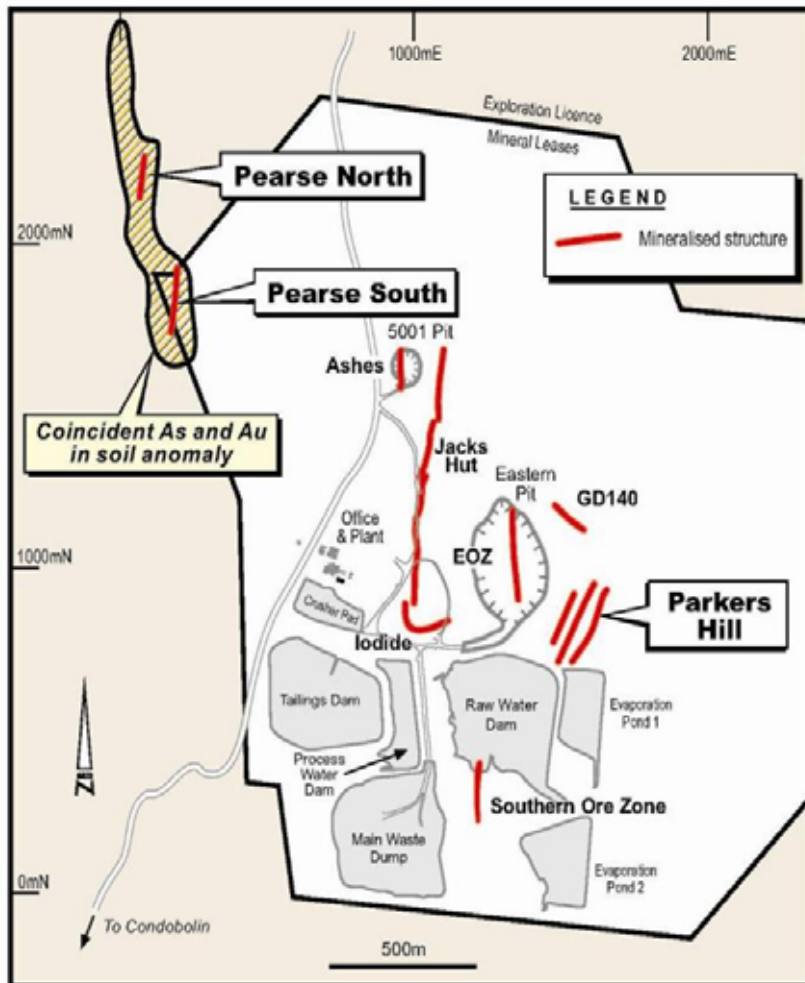 1000mE
2000mE
Exploration Licence
Mineral Leases
Pearse North
LEGEND
Mineralised structure
2000mN
Pearse South
5001 Pit
Ashes
Coincident As and Au
in soil anomaly
Jacks
Hut
Eastern
Pit
GD140
Office
& Plant
EOZ
1000mN
Crusher Pad
Parkers
Hill
Iodide
Tailings Dam
Raw Water
Dam
Evaporation
Pond 1
Process
Water
Dam
N
Southern Ore Zone
Main Waste
Dump
Evaporation
Pond 2
0mN
To Condobolin
500m